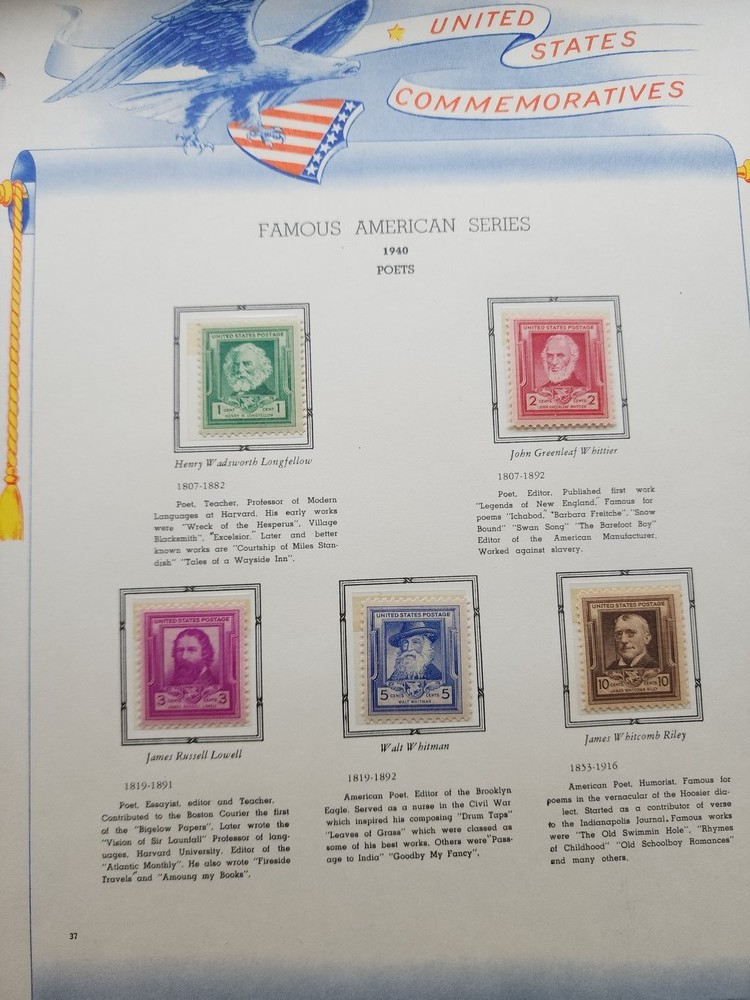 UNITED
STATES
COMMEMORATIVES
FAMOUS AMERICAN SERIES
1940
POETS
UNITED STATES POSTAGE
1 CENT CENT 1
HENRY W. LONGFELLOW
Henry Wadsworth Longfellow
1807-1882
Poet, Teacher, Professor of Modern
Languages at Harvard. His early works
were "Wreck of the Hesperus". Village
Blacksmith", "Excelsior." Later and better
known works are "Courtship of Miles Stan-
dish" "Tales of a Wayside Inn".
UNITED STATES POSTAGE
2 CENTS CENTS 2
JOHN GREENLEAF WHITTIER
John Greenleaf Whittier
1807-1892
Poet, Editor. Published first work
"Legends of New England," Famous for
poems "Ichabod," "Barbara Freitche", "Snow
Bound" "Swan Song" "The Barefoot Boy"
Editor of the American Manufacturer.
Worked against slavery.
UNITED STATES POSTAGE
3 CENTS CENTS 3
JAMES RUSSELL LOWELL
James Russell Lowell
1819-1891
Poet, Essayist, editor and Teacher.
Contributed to the Boston Courier the first
of the "Bigelow Papers". Later wrote the
"Vision of Sir Launfall" Professor of lang-
uages, Harvard University, Editor of the
"Atlantic Monthly". He also wrote "Fireside
Travels" and "Amoung my Books".
UNITED STATES POSTAGE
5 CENTS CENTS 5
WALT WHITMAN
Walt Whitman
1819-1892
American Poet, Editor of the Brooklyn
Eagle. Served as a nurse in the Civil War
which inspired his composing "Drum Taps"
"Leaves of Grass" which were classed as
some of his best works. Others were "Pass-
age to India" "Goodby My Fancy".
UNITED STATES POSTAGE
10 CENTS CENTS 10
JAMES WHITCOMB RILEY
James Whitcomb Riley
1853-1916
American Poet, Humorist, Famous for
poems in the vernacular of the Hoosier dia-
lect. Started as a contributor of verse
to the Indianapolis Journal. Famous works
were "The Old Swimmin Hole". "Rhymes
of Childhood" "Old Schoolboy Romances"
and many others.
37